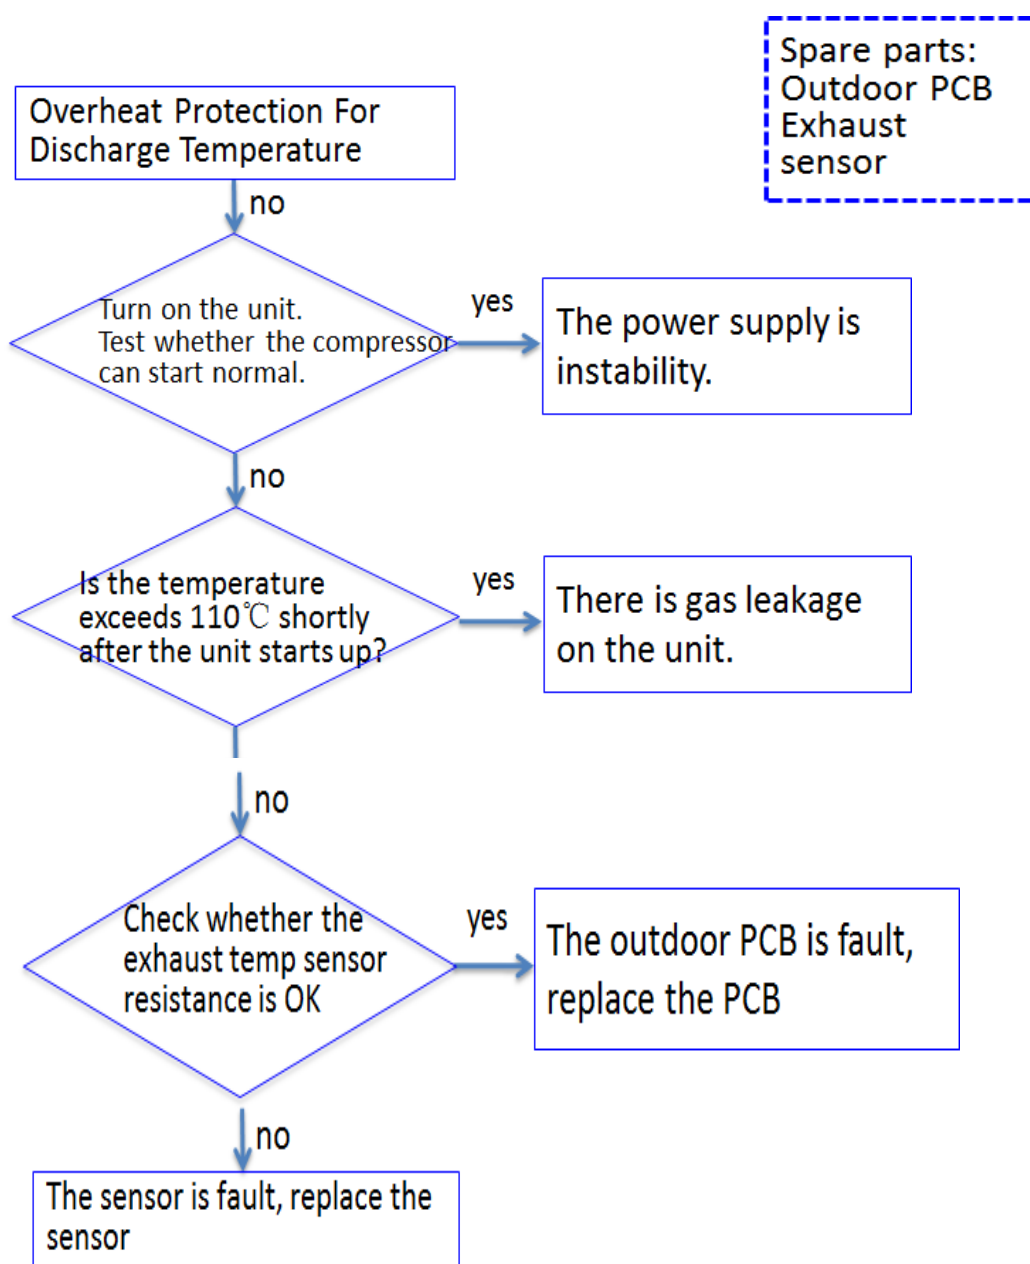 Spare parts:
Outdoor PCB
Exhaust
sensor
Overheat Protection For
Discharge Temperature
no
Turn on the unit.
Test whether the compressor
can start normal.
yes
The power supply is
instability.
no
Is the temperature
exceeds 110℃ shortly
after the unit starts up?
yes
There is gas leakage
on the unit.
no
Check whether the
exhaust temp sensor
resistance is OK
yes
The outdoor PCB is fault,
replace the PCB
no
The sensor is fault, replace the
sensor